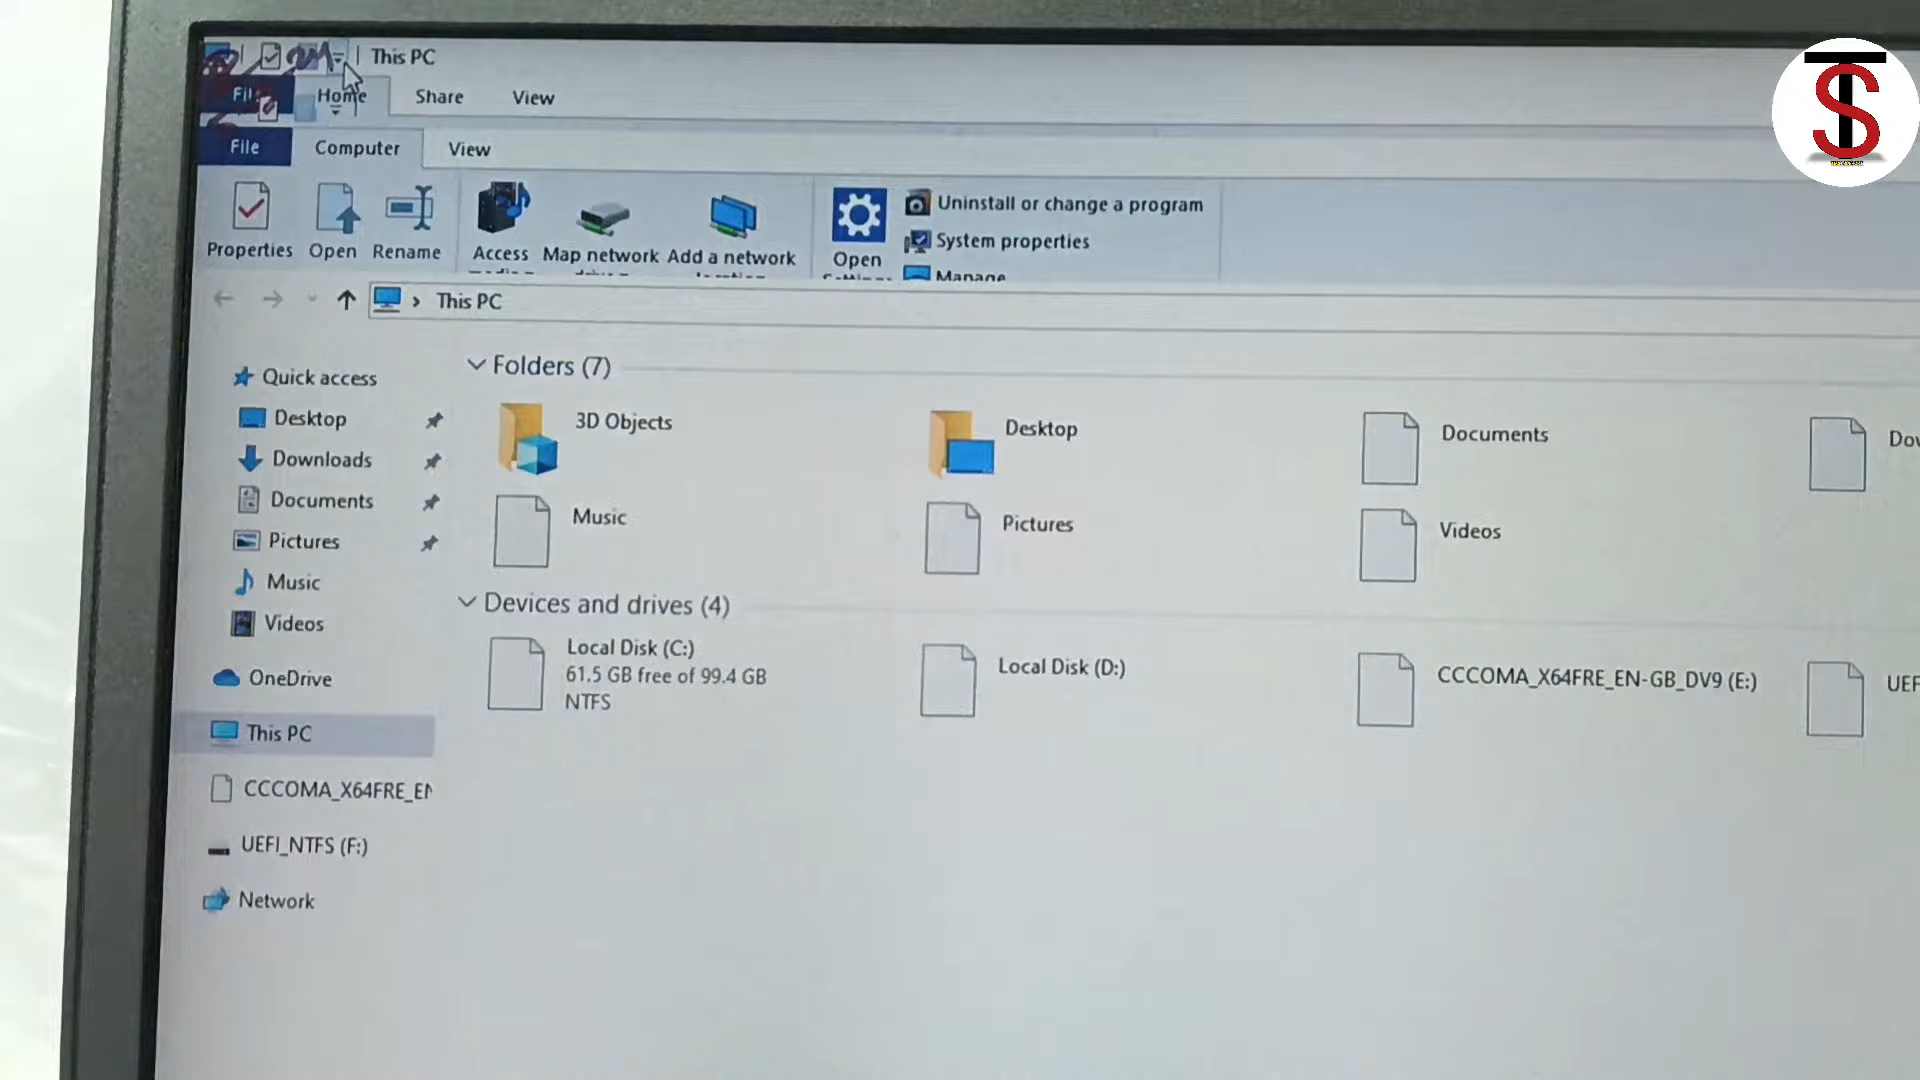 This PC
Home
Share
View
File
Computer
View
Properties
Open
Rename
Access
Map network
Add a network
Open
Uninstall or change a program
System properties
Manage
This PC
Quick access
Desktop
Downloads
Documents
Pictures
Music
Videos
OneDrive
This PC
CCCOMA_X64FRE_EN
UEFI_NTFS (F:)
Network
Folders (7)
3D Objects
Desktop
Documents
Music
Pictures
Videos
Devices and drives (4)
Local Disk (C:)
61.5 GB free of 99.4 GB
NTFS
Local Disk (D:)
CCCOMA_X64FRE_EN-GB_DV9 (E:)
UEF
TS